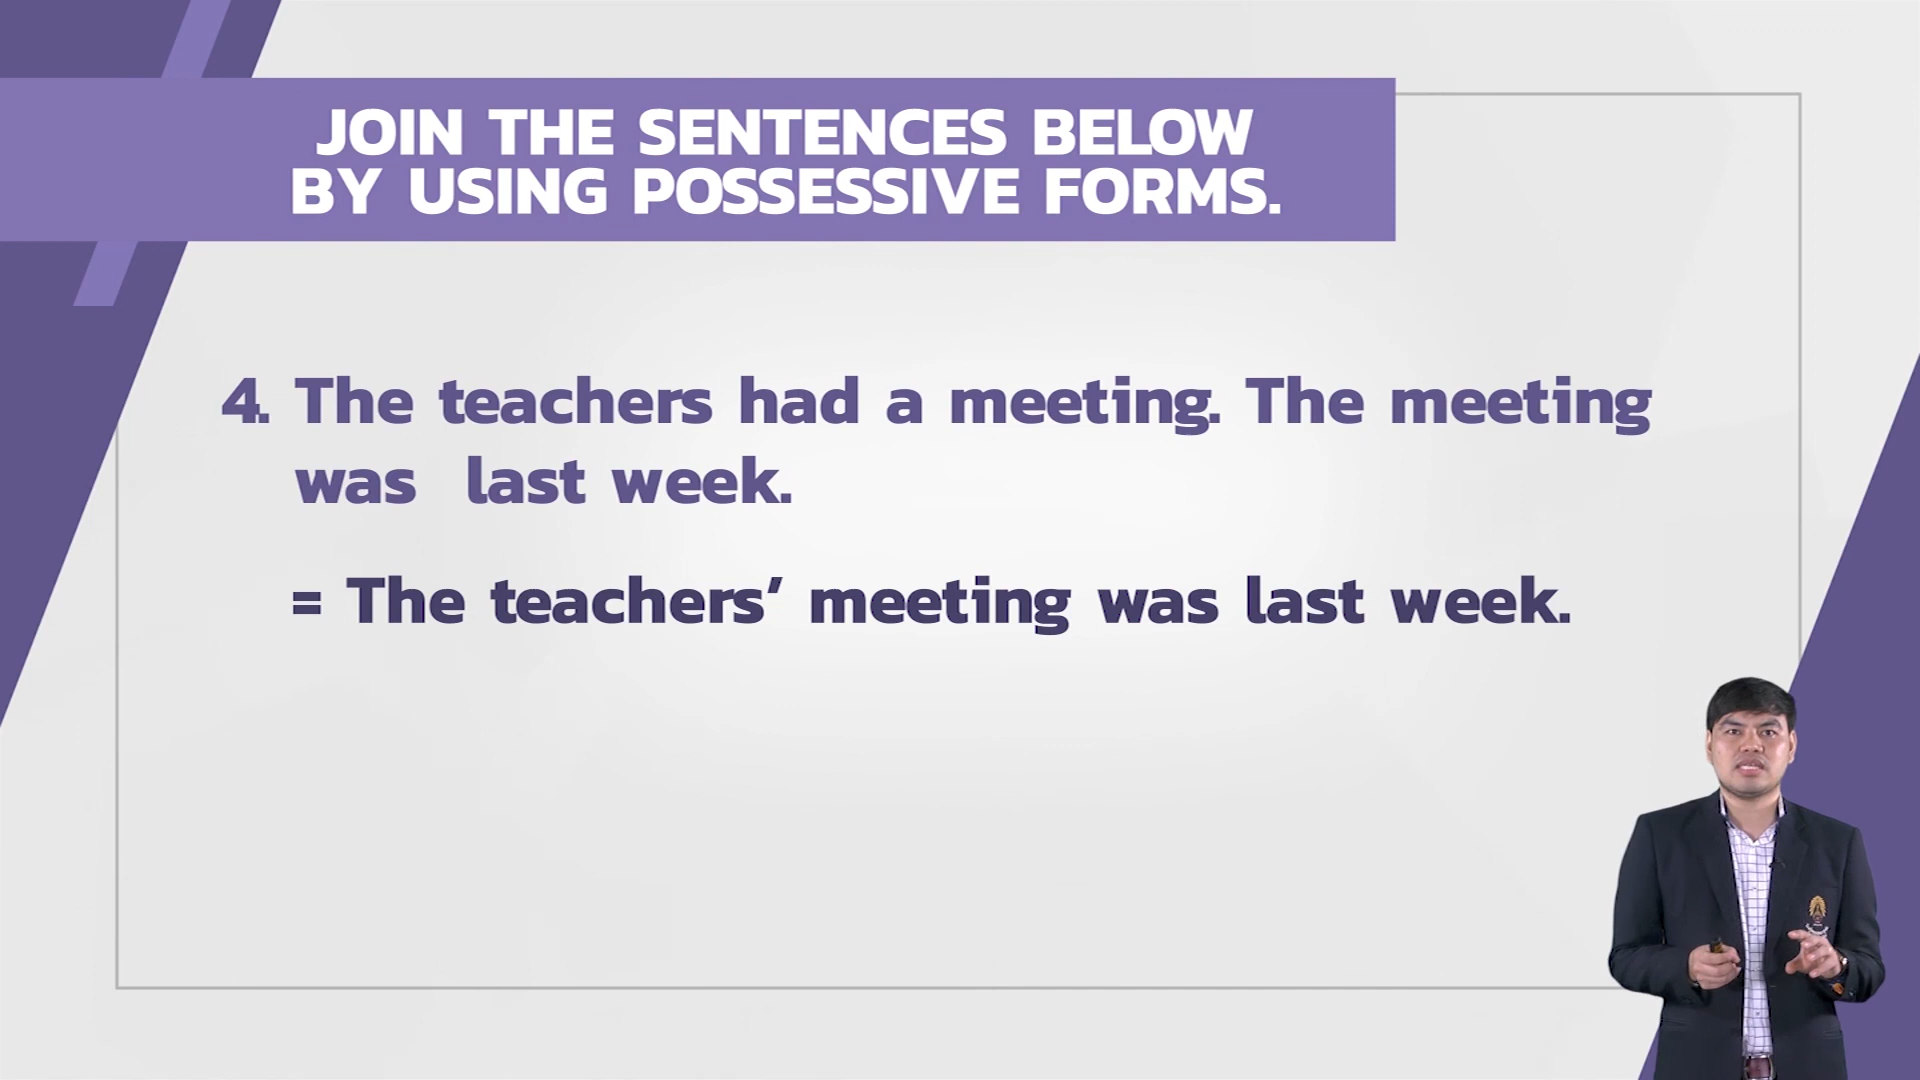 JOIN THE SENTENCES BELOW
BY USING POSSESSIVE FORMS.
4. The teachers had a meeting. The meeting
was last week.
= The teachers’ meeting was last week.